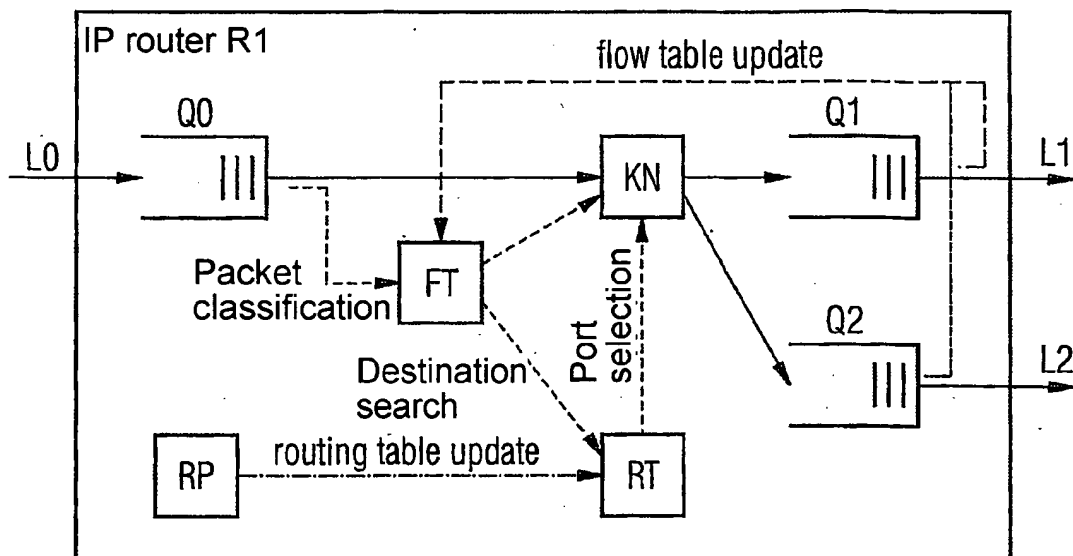 IP router R1
flow table update
Q0
Q1
L0
L1
KN
Packet
classification
FT
Port
selection
Q2
L2
Destination
search
RP
routing table update
RT